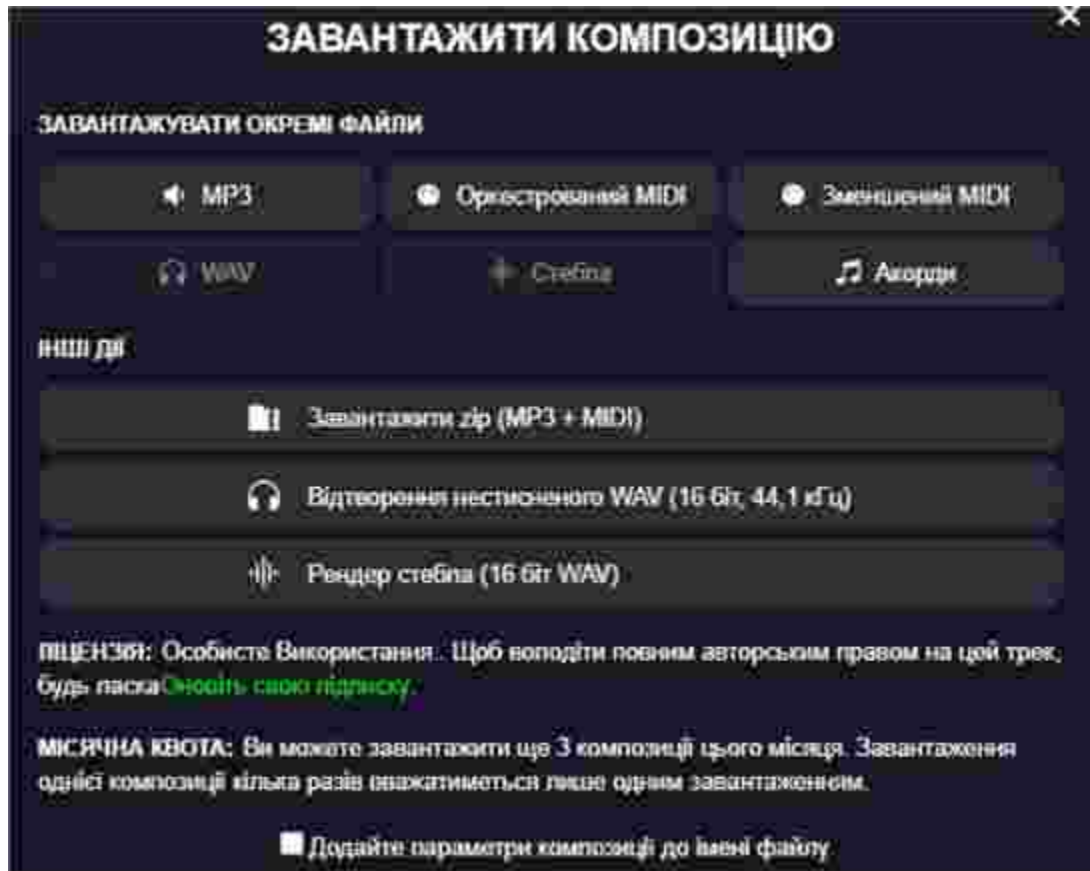 ЗАВАНТАЖИТИ КОМПОЗИЦІЮ
ЗАВАНТАЖУВАТИ ОКРЕМІ ФАЙЛИ
MP3
Оркестрований MIDI
Зменшений MIDI
WAV
Стебла
Акорди
ІНШІ ДІЇ
Завантажити zip (MP3 + MIDI)
Відтворення нестисненого WAV (16 біт, 44,1 кГц)
Рендер стебла (16 біт WAV)
ЛІЦЕНЗІЯ: Особисте Використання . Щоб володіти повним авторським правом на цей трек,
будь ласкаОновіть свою підписку.
МІСЯЧНА КВОТА: Ви можете завантажити ще 3 композиції цього місяця. Завантаження
однієї композиції кілька разів вважатиметься лише одним завантаженням.
Додайте параметри композиції до імені файлу